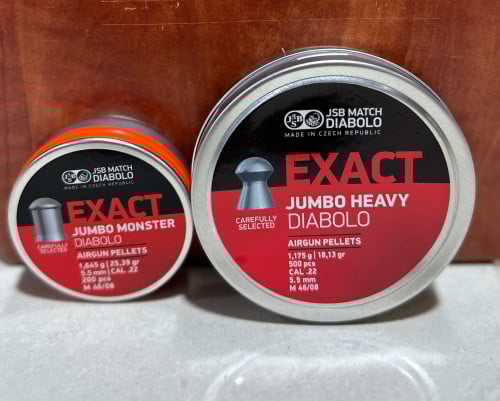 JSB MATCH
DIABOLO
MADE IN CZECH REPUBLIC
EXACT
JUMBO MONSTER
DIABOLO
CAREFULLY
SELECTED
AIRGUN PELLETS
1,645 g | 25,39 gr
5.5 mm | CAL .22
200 pcs
M 46/08
JSB MATCH
DIABOLO
MADE IN CZECH REPUBLIC
EXACT
JUMBO HEAVY
DIABOLO
CAREFULLY
SELECTED
AIRGUN PELLETS
1,175 g | 18,13 gr
500 pcs
CAL .22
5.5 mm
M 46/08